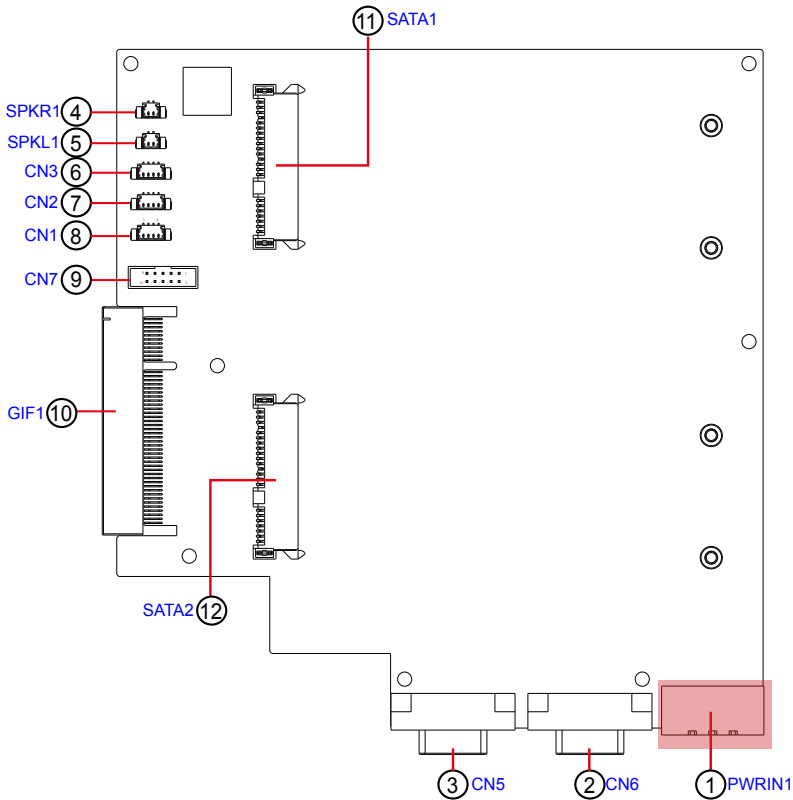 11 SATA1
SPKR1 4
SPKL1 5
CN3 6
CN2 7
CN1 8
CN7 9
GIF1 10
SATA2 12
3 CN5
2 CN6
1 PWRIN1